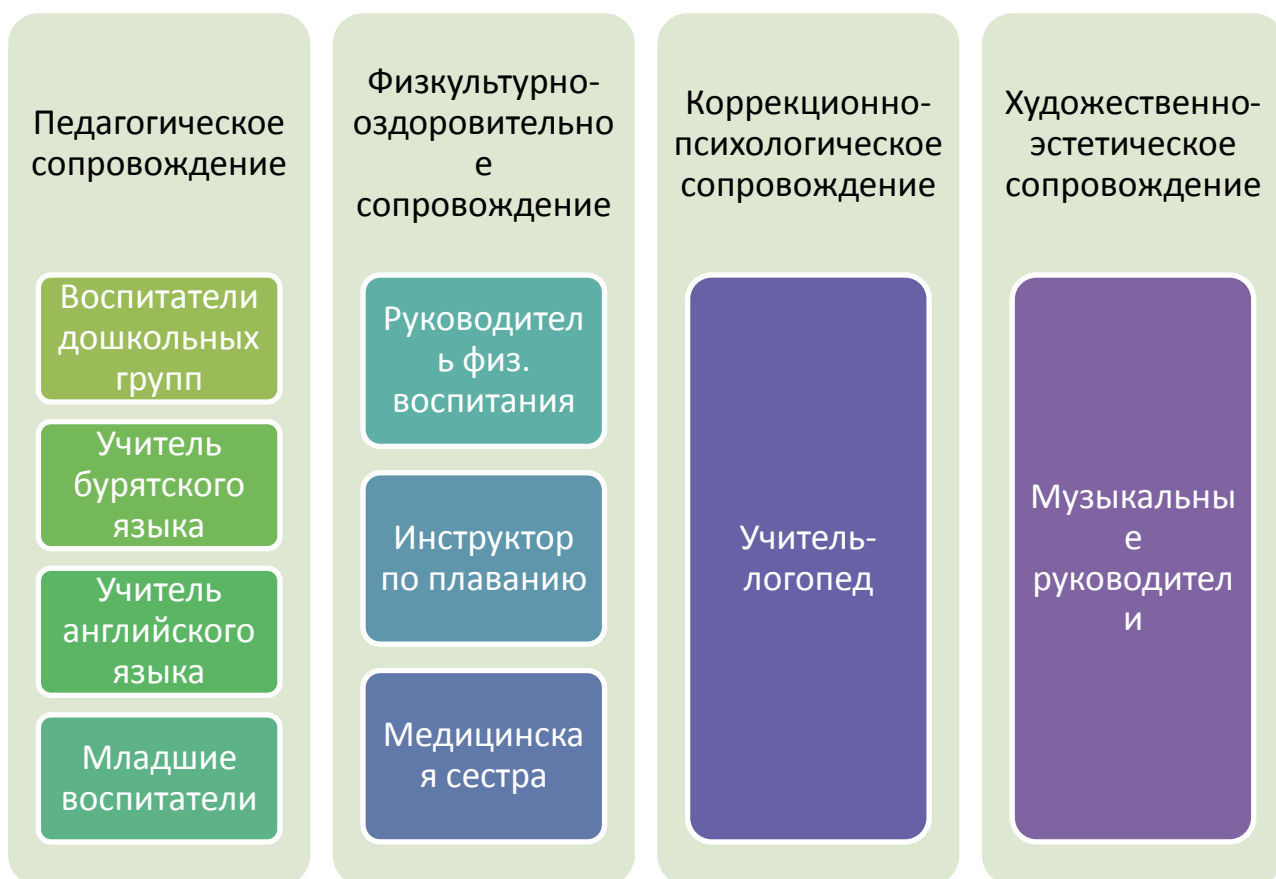 Педагогическое
сопровождение
Воспитатели
дошкольных
групп
Учитель
бурятского
языка
Учитель
английского
языка
Младшие
воспитатели
Физкультурно-
оздоровительно
е
сопровождение
Руководител
ь физ.
воспитания
Инструктор
по плаванию
Медицинска
я сестра
Коррекционно-
психологическое
сопровождение
Учитель-
логопед
Художественно-
эстетическое
сопровождение
Музыкальны
е
руководител
и